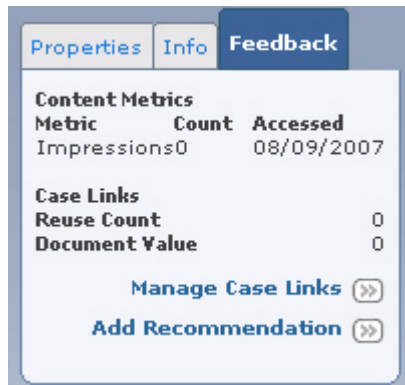 Properties Info Feedback
Content Metrics
Metric Count Accessed
Impressions0 08/09/2007
Case Links
Reuse Count 0
Document Value 0
Manage Case Links
Add Recommendation